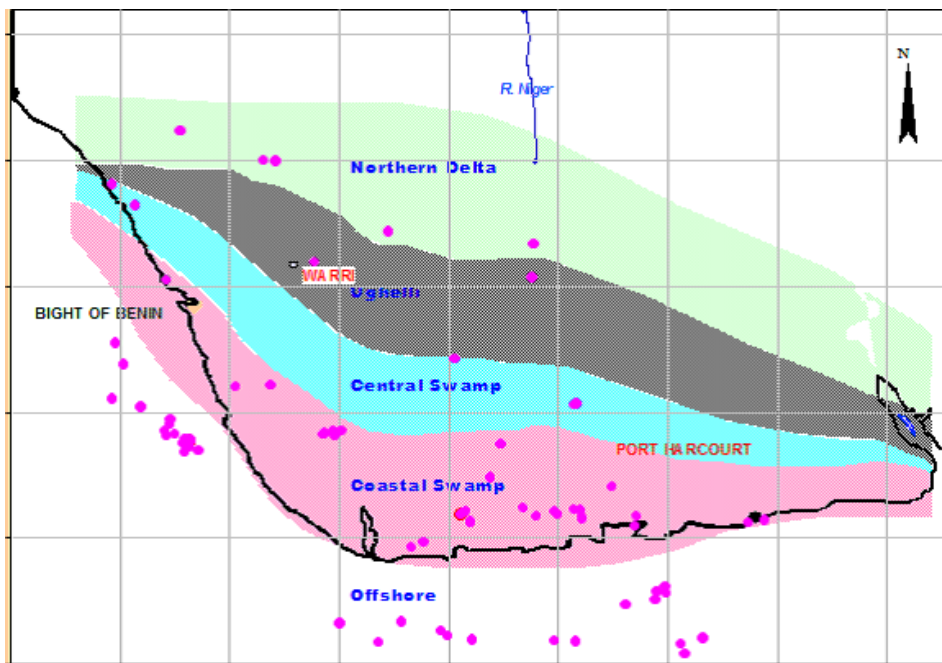 N
R. Niger
Northern Delta
WARRI
Ughelli
BIGHT OF BENIN
Central Swamp
PORT HARCOURT
Coastal Swamp
Offshore